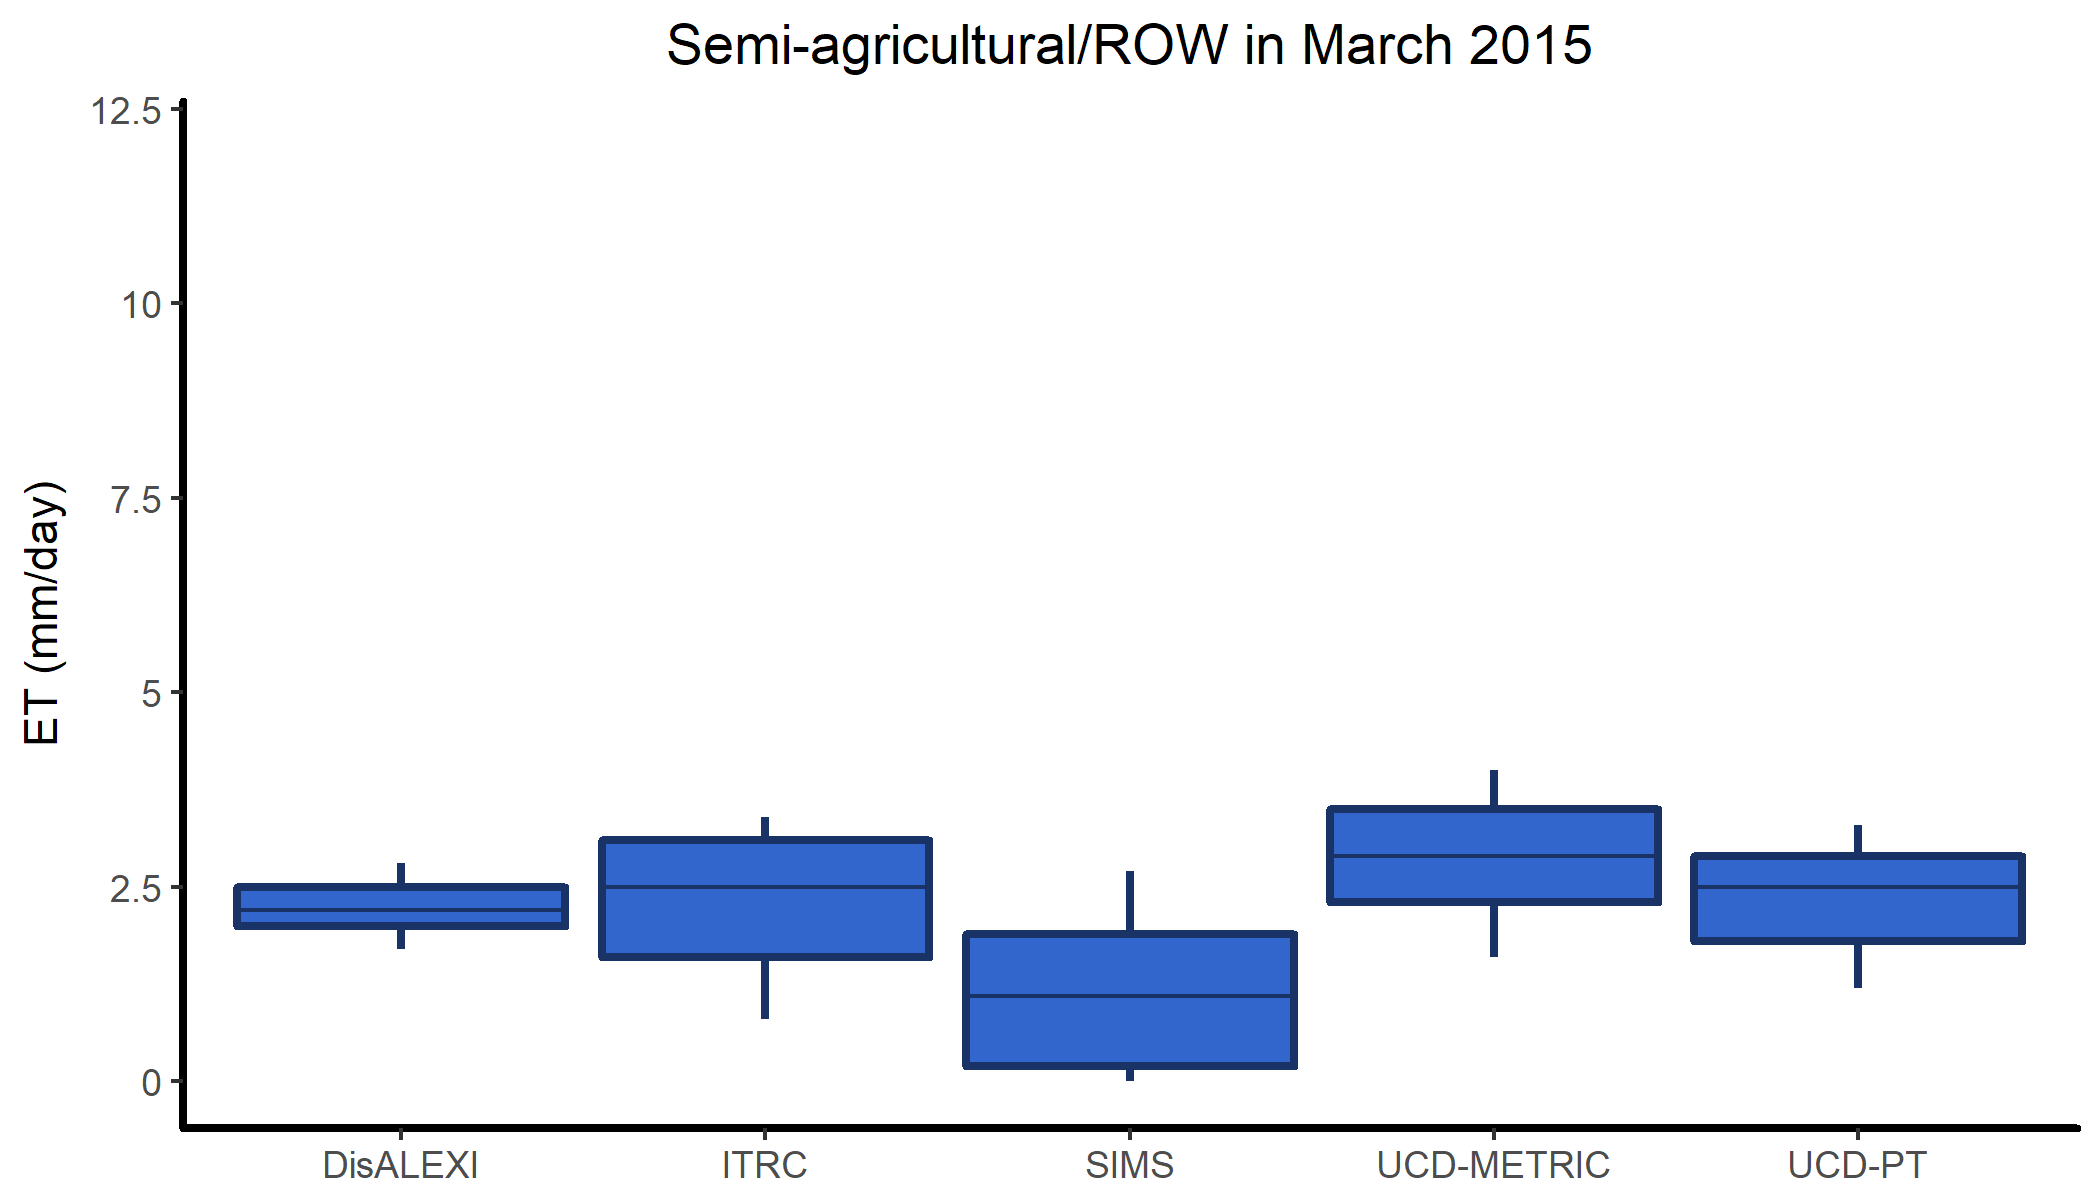 Semi-agricultural/ROW in March 2015
ET (mm/day)
12.5
10
7.5
5
2.5
0
DisALEXI ITRC SIMS UCD-METRIC UCD-PT